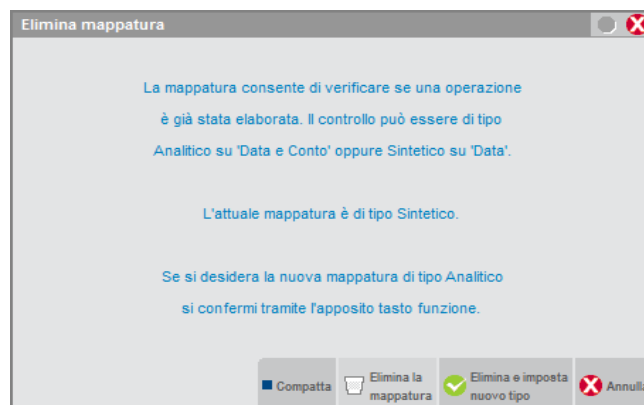 Elimina mappatura
La mappatura consente di verificare se una operazione
è già stata elaborata. Il controllo può essere di tipo
Analitico su 'Data e Conto' oppure Sintetico su 'Data'.
L'attuale mappatura è di tipo Sintetico.
Se si desidera la nuova mappatura di tipo Analitico
si confermi tramite l'apposito tasto funzione.
Compatta
Elimina la
mappatura
Elimina e imposta
nuovo tipo
Annulla